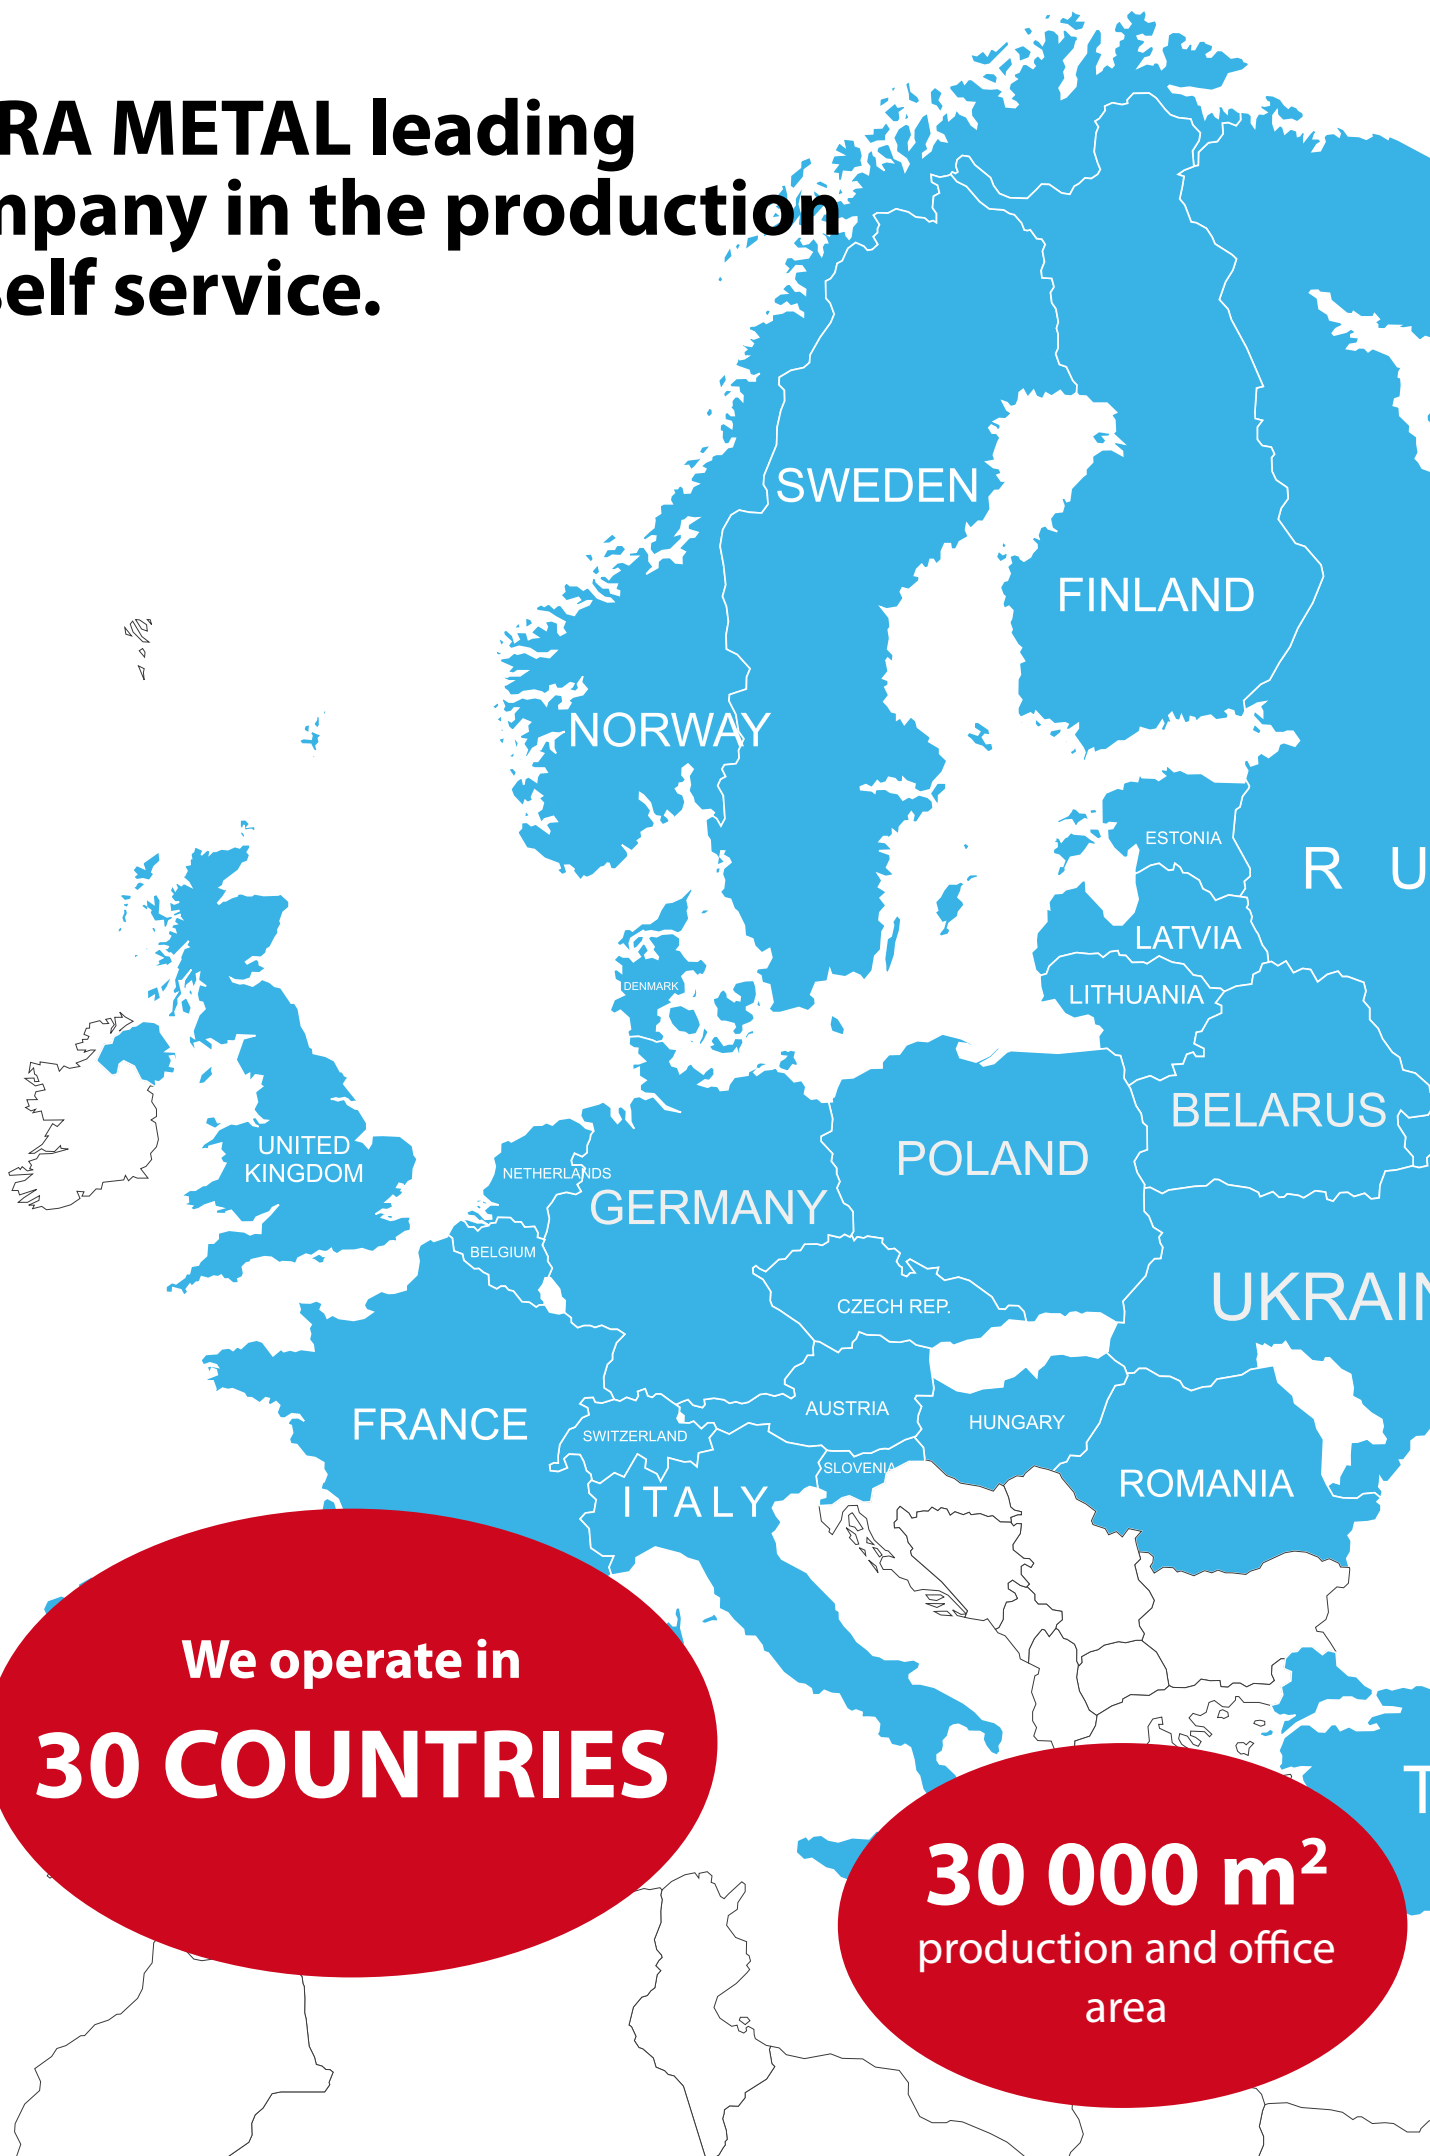 RA METAL leading
mpany in the production
self service.
SWEDEN
FINLAND
NORWAY
ESTONIA
R U
LATVIA
DENMARK
LITHUANIA
BELARUS
UNITED
KINGDOM
POLAND
NETHERLANDS
GERMANY
BELGIUM
UKRAIN
CZECH REP.
FRANCE
AUSTRIA
HUNGARY
SWITZERLAND
SLOVENIA
ROMANIA
ITALY
We operate in
30 COUNTRIES
T
30 000 m²
production and office
area